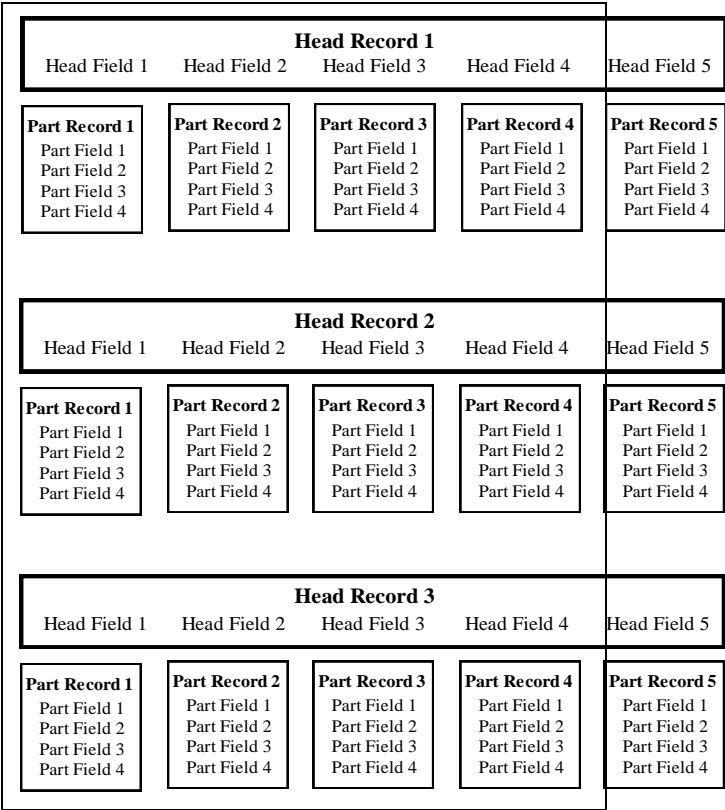 Head Record 1
Head Field 1 Head Field 2 Head Field 3 Head Field 4 Head Field 5
Part Record 1 Part Record 2 Part Record 3 Part Record 4 Part Record 5
Part Field 1 Part Field 1 Part Field 1 Part Field 1 Part Field 1
Part Field 2 Part Field 2 Part Field 2 Part Field 2 Part Field 2
Part Field 3 Part Field 3 Part Field 3 Part Field 3 Part Field 3
Part Field 4 Part Field 4 Part Field 4 Part Field 4 Part Field 4
Head Record 2
Head Field 1 Head Field 2 Head Field 3 Head Field 4 Head Field 5
Part Record 1 Part Record 2 Part Record 3 Part Record 4 Part Record 5
Part Field 1 Part Field 1 Part Field 1 Part Field 1 Part Field 1
Part Field 2 Part Field 2 Part Field 2 Part Field 2 Part Field 2
Part Field 3 Part Field 3 Part Field 3 Part Field 3 Part Field 3
Part Field 4 Part Field 4 Part Field 4 Part Field 4 Part Field 4
Head Record 3
Head Field 1 Head Field 2 Head Field 3 Head Field 4 Head Field 5
Part Record 1 Part Record 2 Part Record 3 Part Record 4 Part Record 5
Part Field 1 Part Field 1 Part Field 1 Part Field 1 Part Field 1
Part Field 2 Part Field 2 Part Field 2 Part Field 2 Part Field 2
Part Field 3 Part Field 3 Part Field 3 Part Field 3 Part Field 3
Part Field 4 Part Field 4 Part Field 4 Part Field 4 Part Field 4